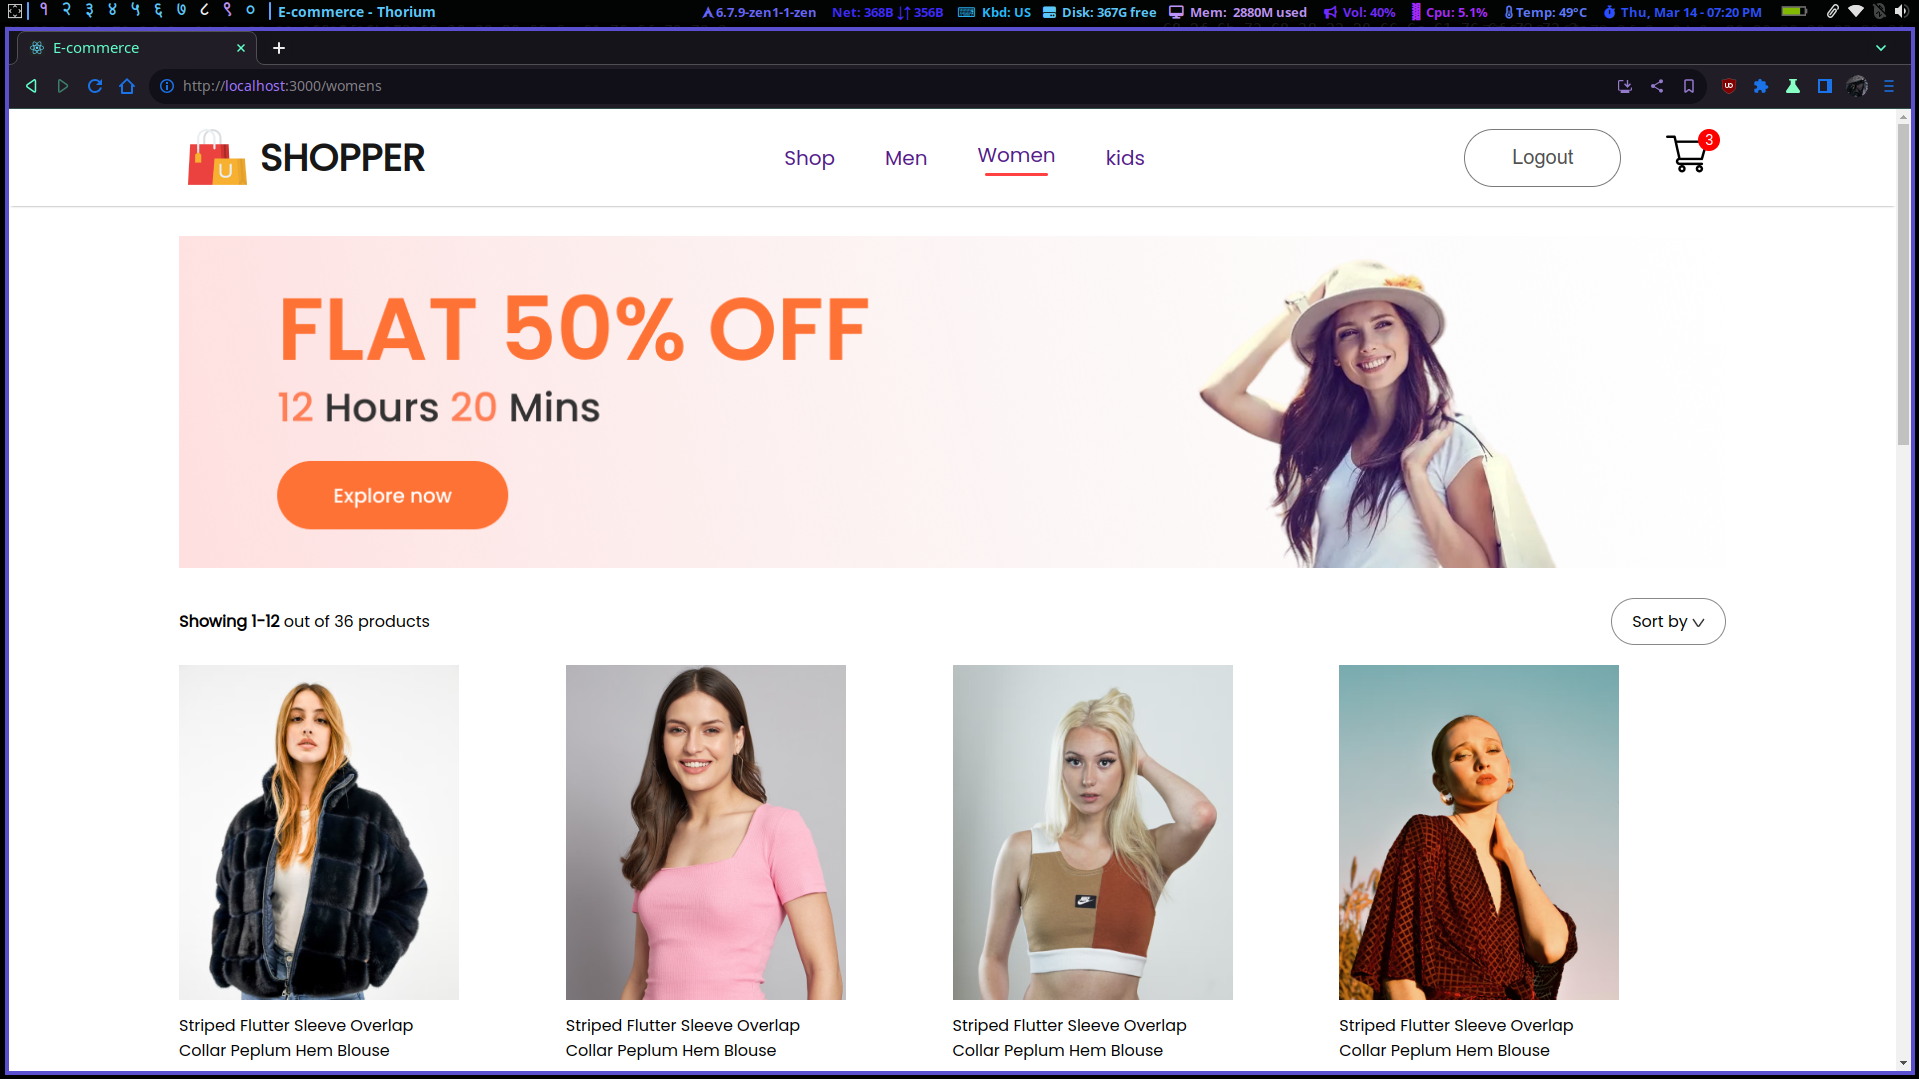 १ २ ३ ४ ५ ६ ७ ८ ९ ० E-commerce - Thorium 6.7.9-zen1-1-zen Net: 368B 356B Kbd: US Disk: 367G free Mem: 2880M used Vol: 40% Cpu: 5.1% Temp: 49°C Thu, Mar 14 - 07:20 PM
E-commerce
http://localhost:3000/womens
U SHOPPER Shop Men Women kids Logout 3
FLAT 50% OFF
12 Hours 20 Mins
Explore now
Showing 1-12 out of 36 products Sort by
Striped Flutter Sleeve Overlap Striped Flutter Sleeve Overlap Striped Flutter Sleeve Overlap Striped Flutter Sleeve Overlap
Collar Peplum Hem Blouse Collar Peplum Hem Blouse Collar Peplum Hem Blouse Collar Peplum Hem Blouse